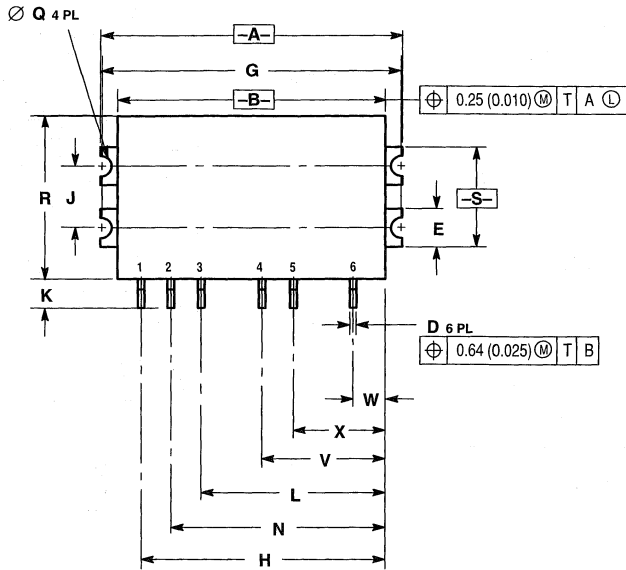 Ø Q 4 PL
–A–
G
–B–
⌖ 0.25 (0.010) Ⓜ T A Ⓛ
R
J
–S–
E
1 2 3 4 5 6
K
D 6 PL
⌖ 0.64 (0.025) Ⓜ T B
W
X
V
L
N
H